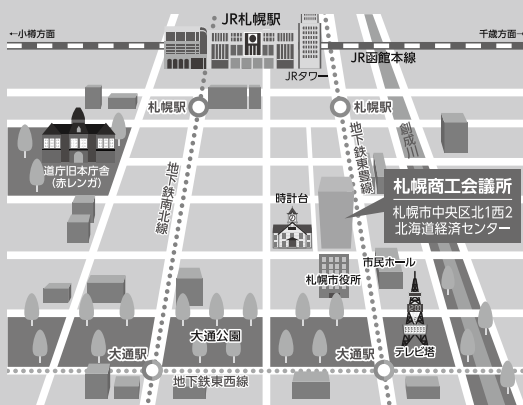 JR札幌駅
←小樽方面
千歳方面→
JR函館本線
JRタワー
札幌駅
札幌駅
創成川
地下鉄東豊線
地下鉄南北線
道庁旧本庁舎
(赤レンガ)
札幌商工会議所
札幌市中央区北1西2
北海道経済センター
時計台
市民ホール
札幌市役所
大通公園
テレビ塔
大通駅
大通駅
地下鉄東西線